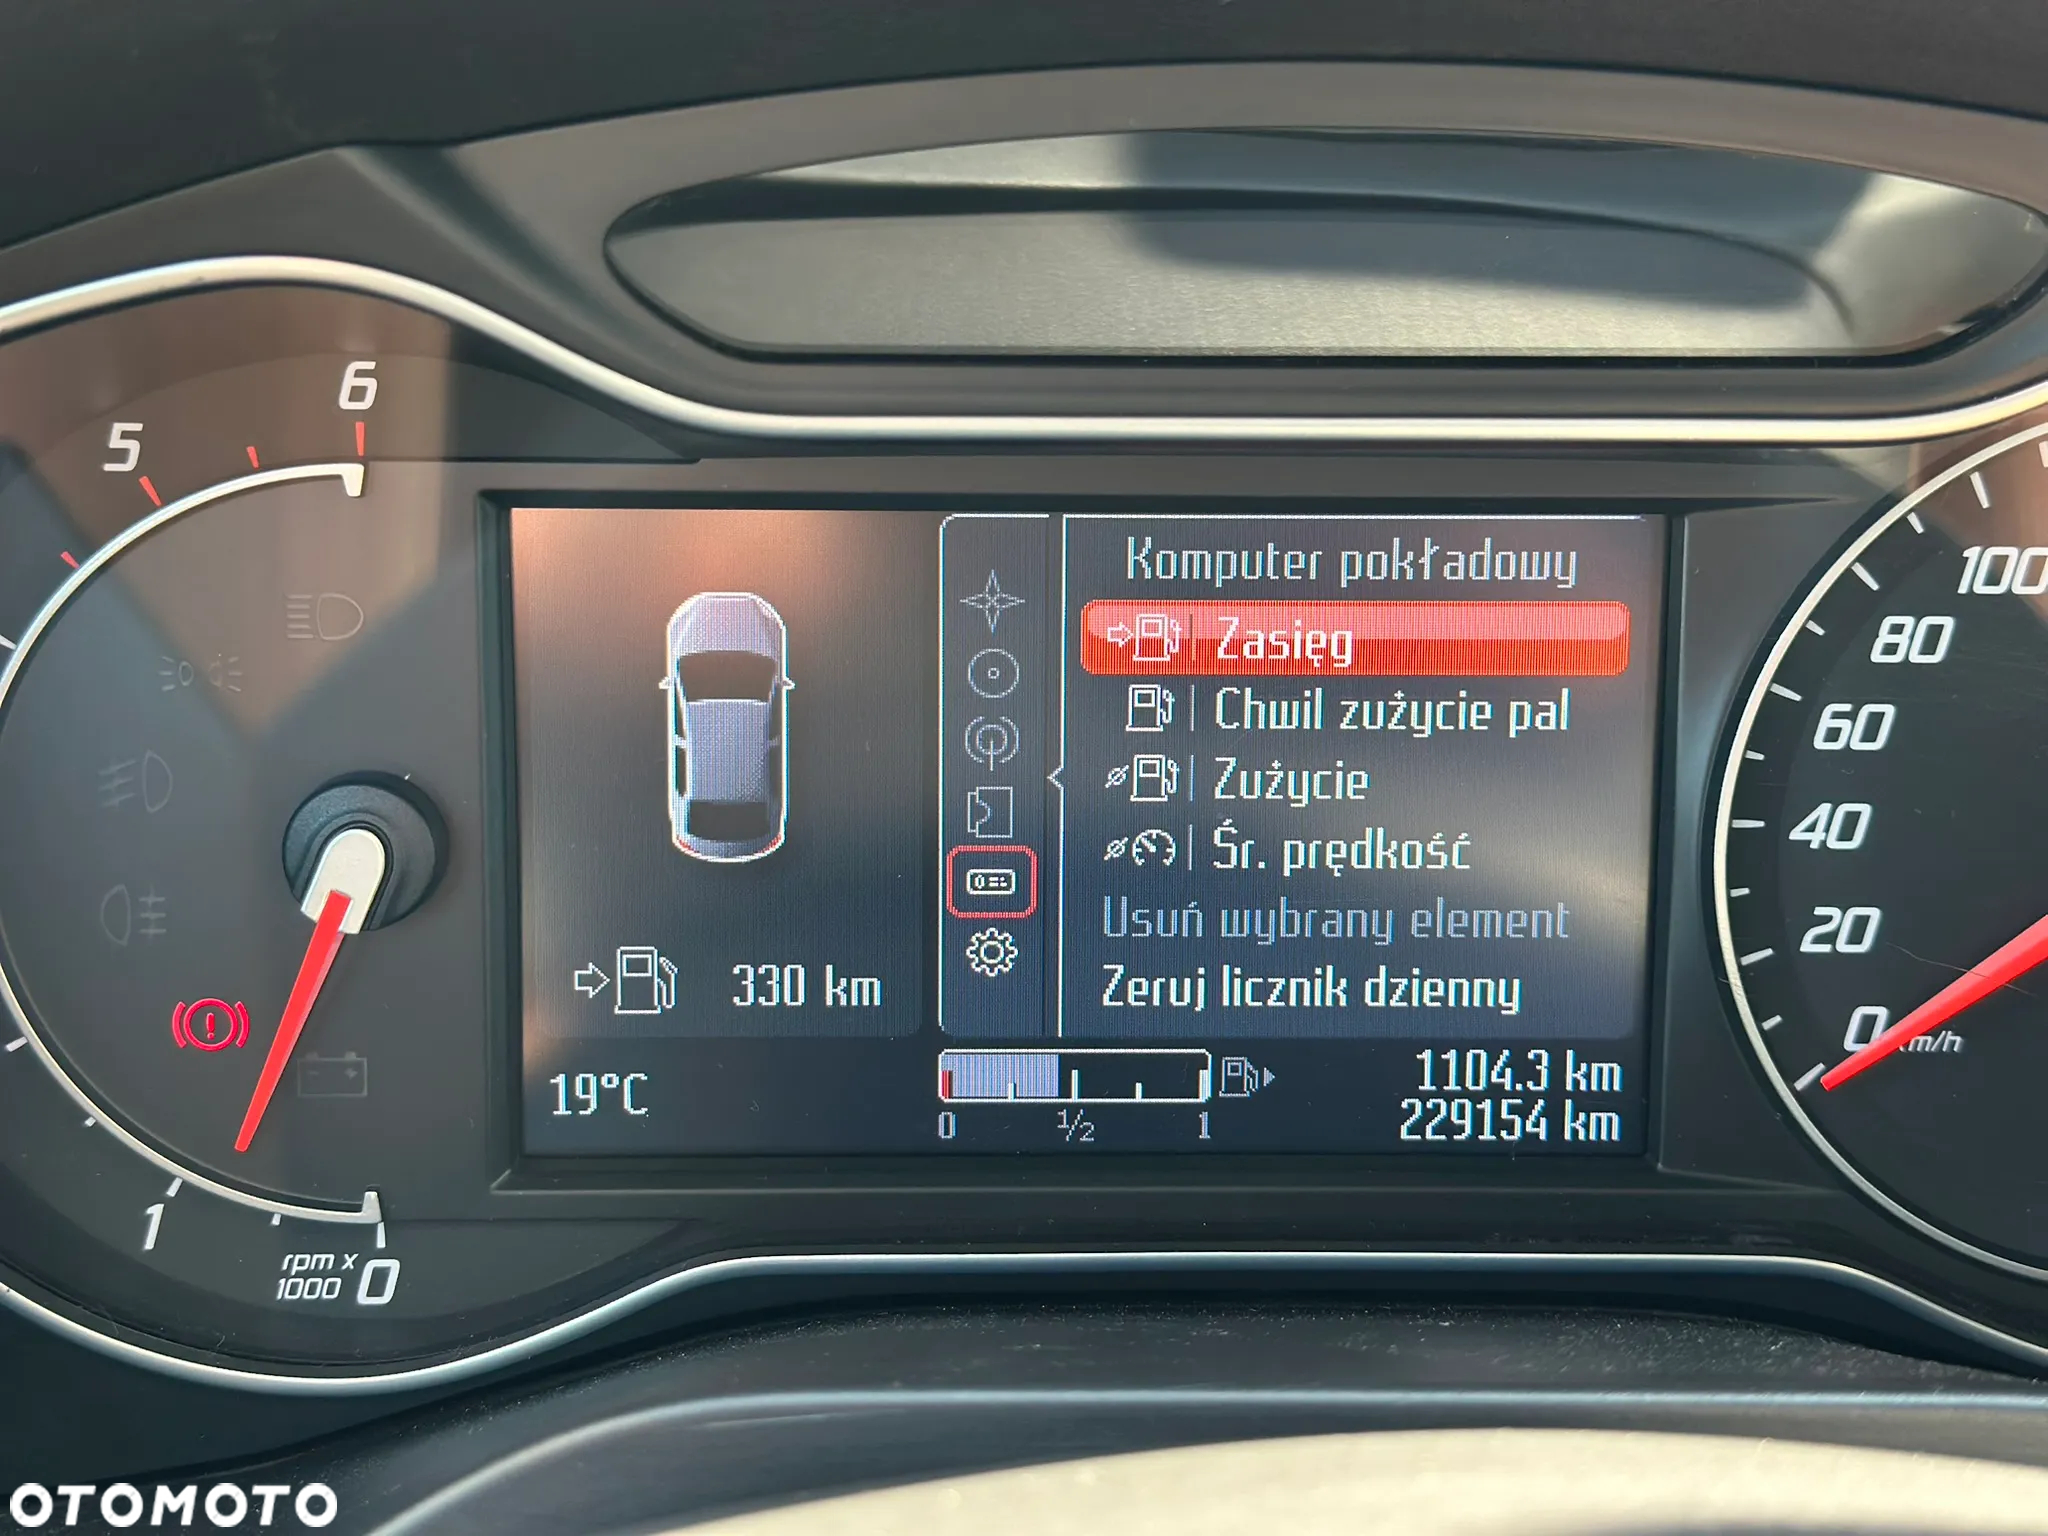 6
5
1
rpm x
1000
0
Komputer pokładowy
Zasięg
Chwil zużycie pal
Zużycie
Śr. prędkość
Usuń wybrany element
Zeruj licznik dzienny
330 km
19°C
0
1/2
1
1104.3 km
229154 km
100
80
60
40
20
0
km/h
OTOMOTO